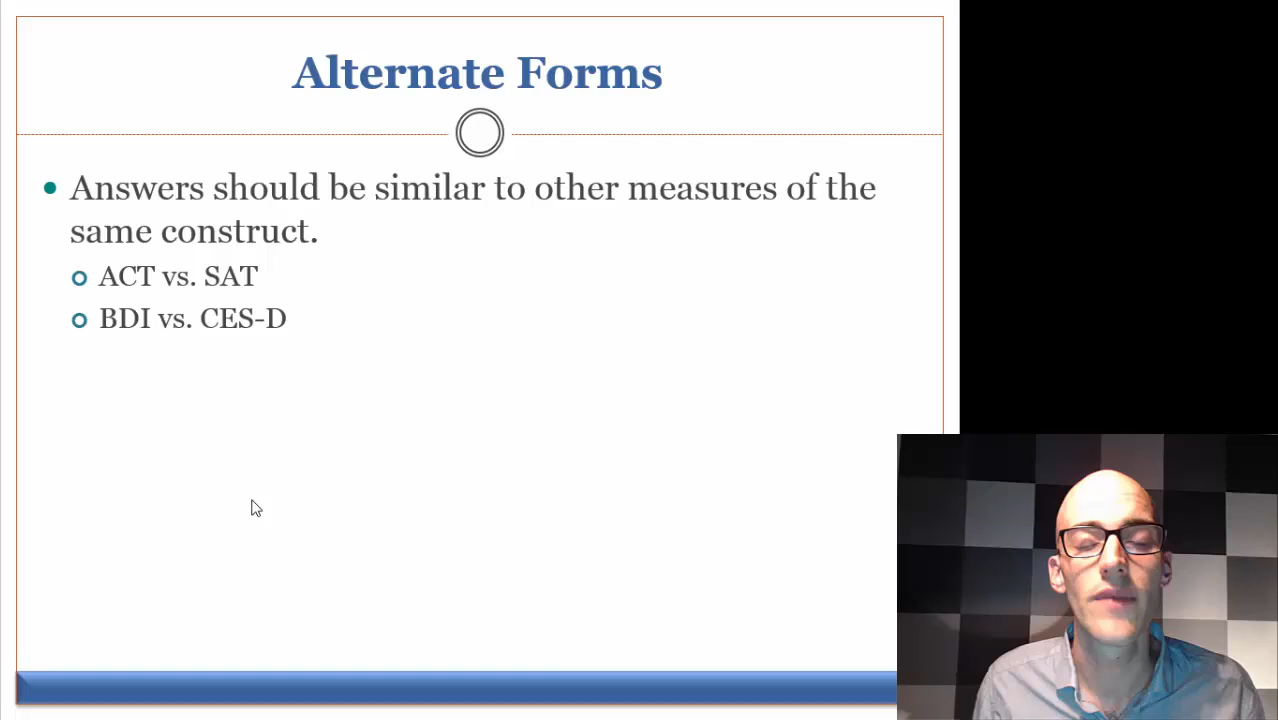 Alternate Forms
Answers should be similar to other measures of the
same construct.
ACT vs. SAT
BDI vs. CES-D